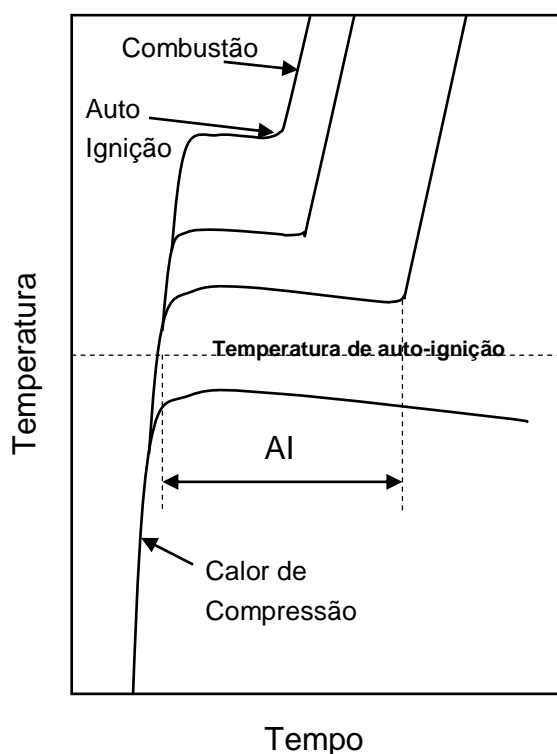 Combustão
Auto
Ignição
Temperatura
Temperatura de auto-ignição
AI
Calor de
Compressão
Tempo